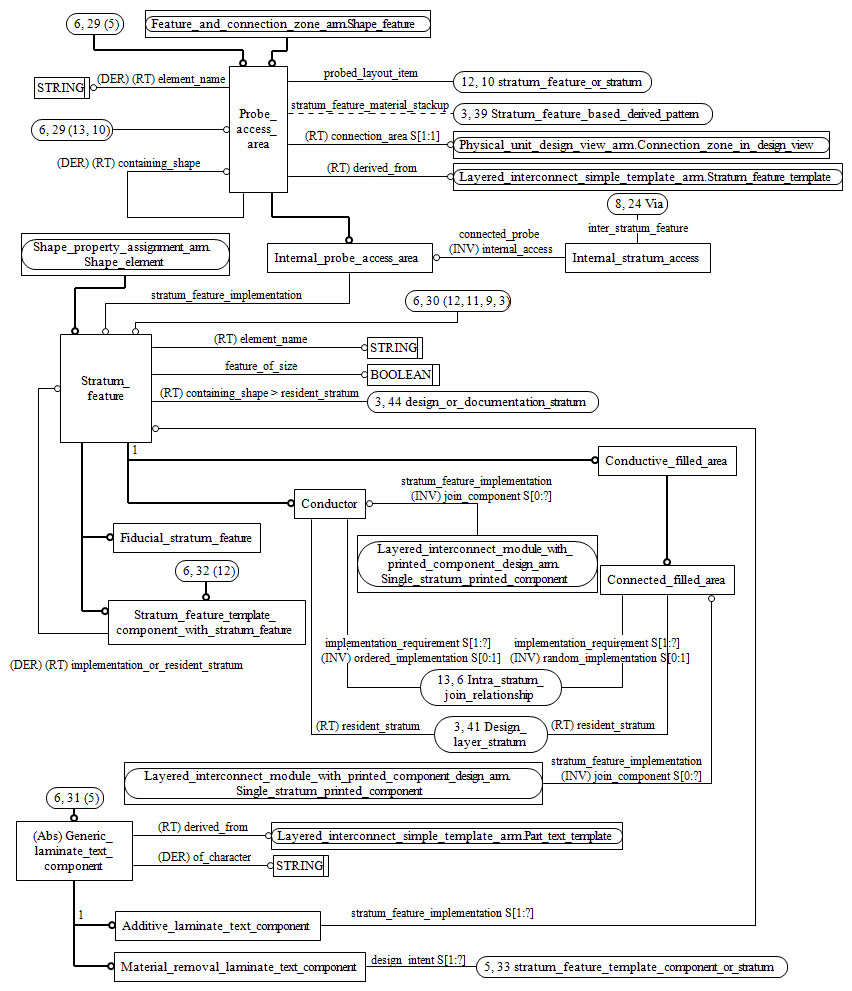 6, 29 (5)
Feature_and_connection_zone_arm.Shape_feature
STRING
(DER) (RT) element_name
Probe_
access_
area
probed_layout_item
12, 10 stratum_feature_or_stratum
stratum_feature_material_stackup
3, 39 Stratum_feature_based_derived_pattern
6, 29 (13, 10)
(RT) connection_area S[1:1]
Physical_unit_design_view_arm.Connection_zone_in_design_view
(DER) (RT) containing_shape
(RT) derived_from
Layered_interconnect_simple_template_arm.Stratum_feature_template
8, 24 Via
inter_stratum_feature
Shape_property_assignment_arm.
Shape_element
Internal_probe_access_area
connected_probe
(INV) internal_access
Internal_stratum_access
stratum_feature_implementation
6, 30 (12, 11, 9, 3)
Stratum_
feature
(RT) element_name
STRING
feature_of_size
BOOLEAN
(RT) containing_shape > resident_stratum
3, 44 design_or_documentation_stratum
1
Conductive_filled_area
stratum_feature_implementation
(INV) join_component S[0:?]
Conductor
Fiducial_stratum_feature
Layered_interconnect_module_with_
printed_component_design_arm.
Single_stratum_printed_component
Connected_filled_area
6, 32 (12)
Stratum_feature_template_
component_with_stratum_feature
implementation_requirement S[1:?]
(INV) ordered_implementation S[0:1]
implementation_requirement S[1:?]
(INV) random_implementation S[0:1]
(DER) (RT) implementation_or_resident_stratum
13, 6 Intra_stratum_
join_relationship
(RT) resident_stratum
3, 41 Design_
layer_stratum
(RT) resident_stratum
stratum_feature_implementation
(INV) join_component S[0:?]
Layered_interconnect_module_with_printed_component_design_arm.
Single_stratum_printed_component
6, 31 (5)
(Abs) Generic_
laminate_text_
component
(RT) derived_from
Layered_interconnect_simple_template_arm.Part_text_template
(DER) of_character
STRING
1
Additive_laminate_text_component
stratum_feature_implementation S[1:?]
Material_removal_laminate_text_component
design_intent S[1:?]
5, 33 stratum_feature_template_component_or_stratum